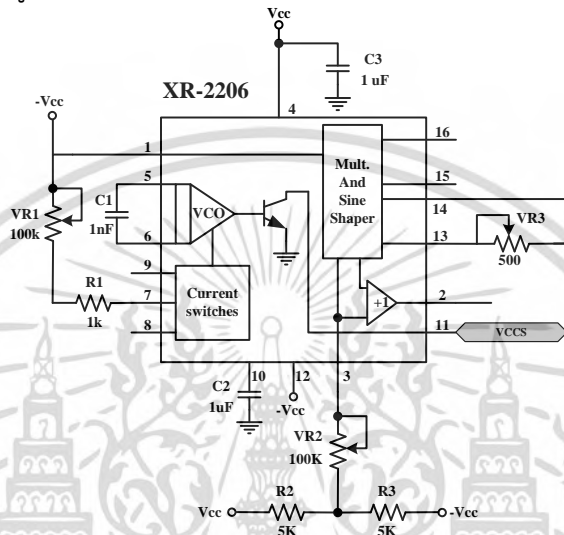 Vcc
C3
1 uF
XR-2206
-Vcc
4
1
16
Mult.
And
Sine
Shaper
5
15
C1
VCO
14
VR1
100k
1nF
VR3
6
13
500
9
R1
7
Current
switches
+1
2
1k
8
11
VCCS
C2
10
12
3
1uF
-Vcc
VR2
100K
R2
R3
Vcc
-Vcc
5K
5K